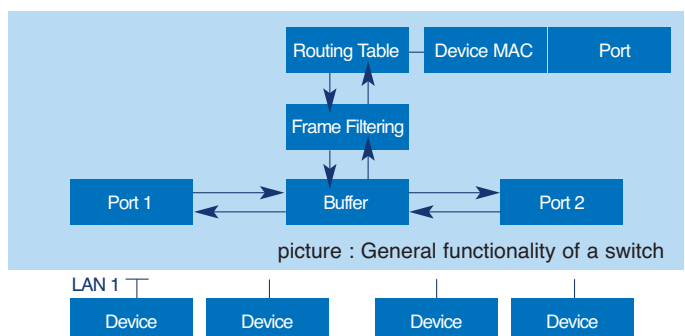 Routing Table
Device MAC
Port
Frame Filtering
Port 1
Buffer
Port 2
picture : General functionality of a switch
LAN 1
Device
Device
Device
Device